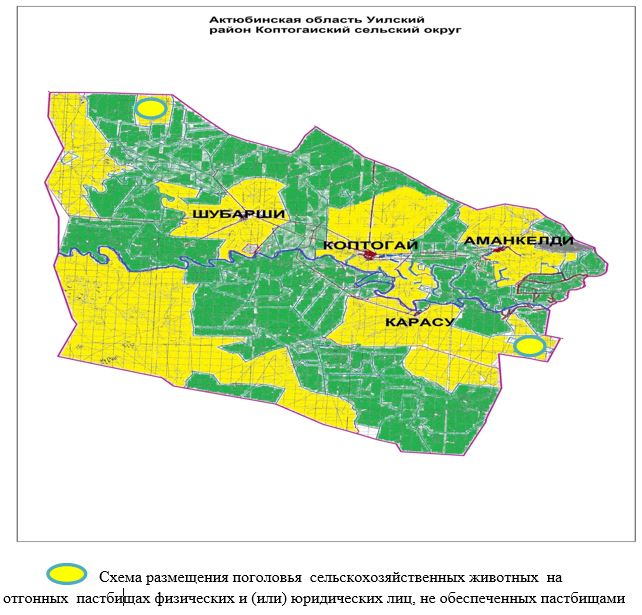 Актюбинская область Уилский
район Коптогаиский сельский округ
ШУБАРШИ
КОПТОГАЙ
АМАНКЕЛДИ
КАРАСУ
Схема размещения поголовья сельскохозяйственных животных на
отгонных пастбищах физических и (или) юридических лиц, не обеспеченных пастбищами